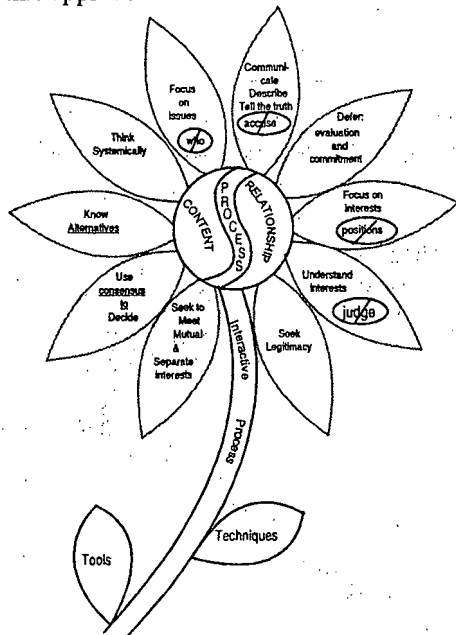 Focus
on
issues
who
Communi-
cate
Describe
Tell the truth
accuse
Defer:
evaluation
and
commitment
Focus on
interests
positions
Understand
Interests
judge
Seek
Legitimacy
Seek to
Meet
Mutual
&
Separate
Interests
Use
consensus
to
Decide
Know
Alternatives
Think
Systemically
CONTENT
PROCESS
RELATIONSHIP
Interactive
Process
Tools
Techniques